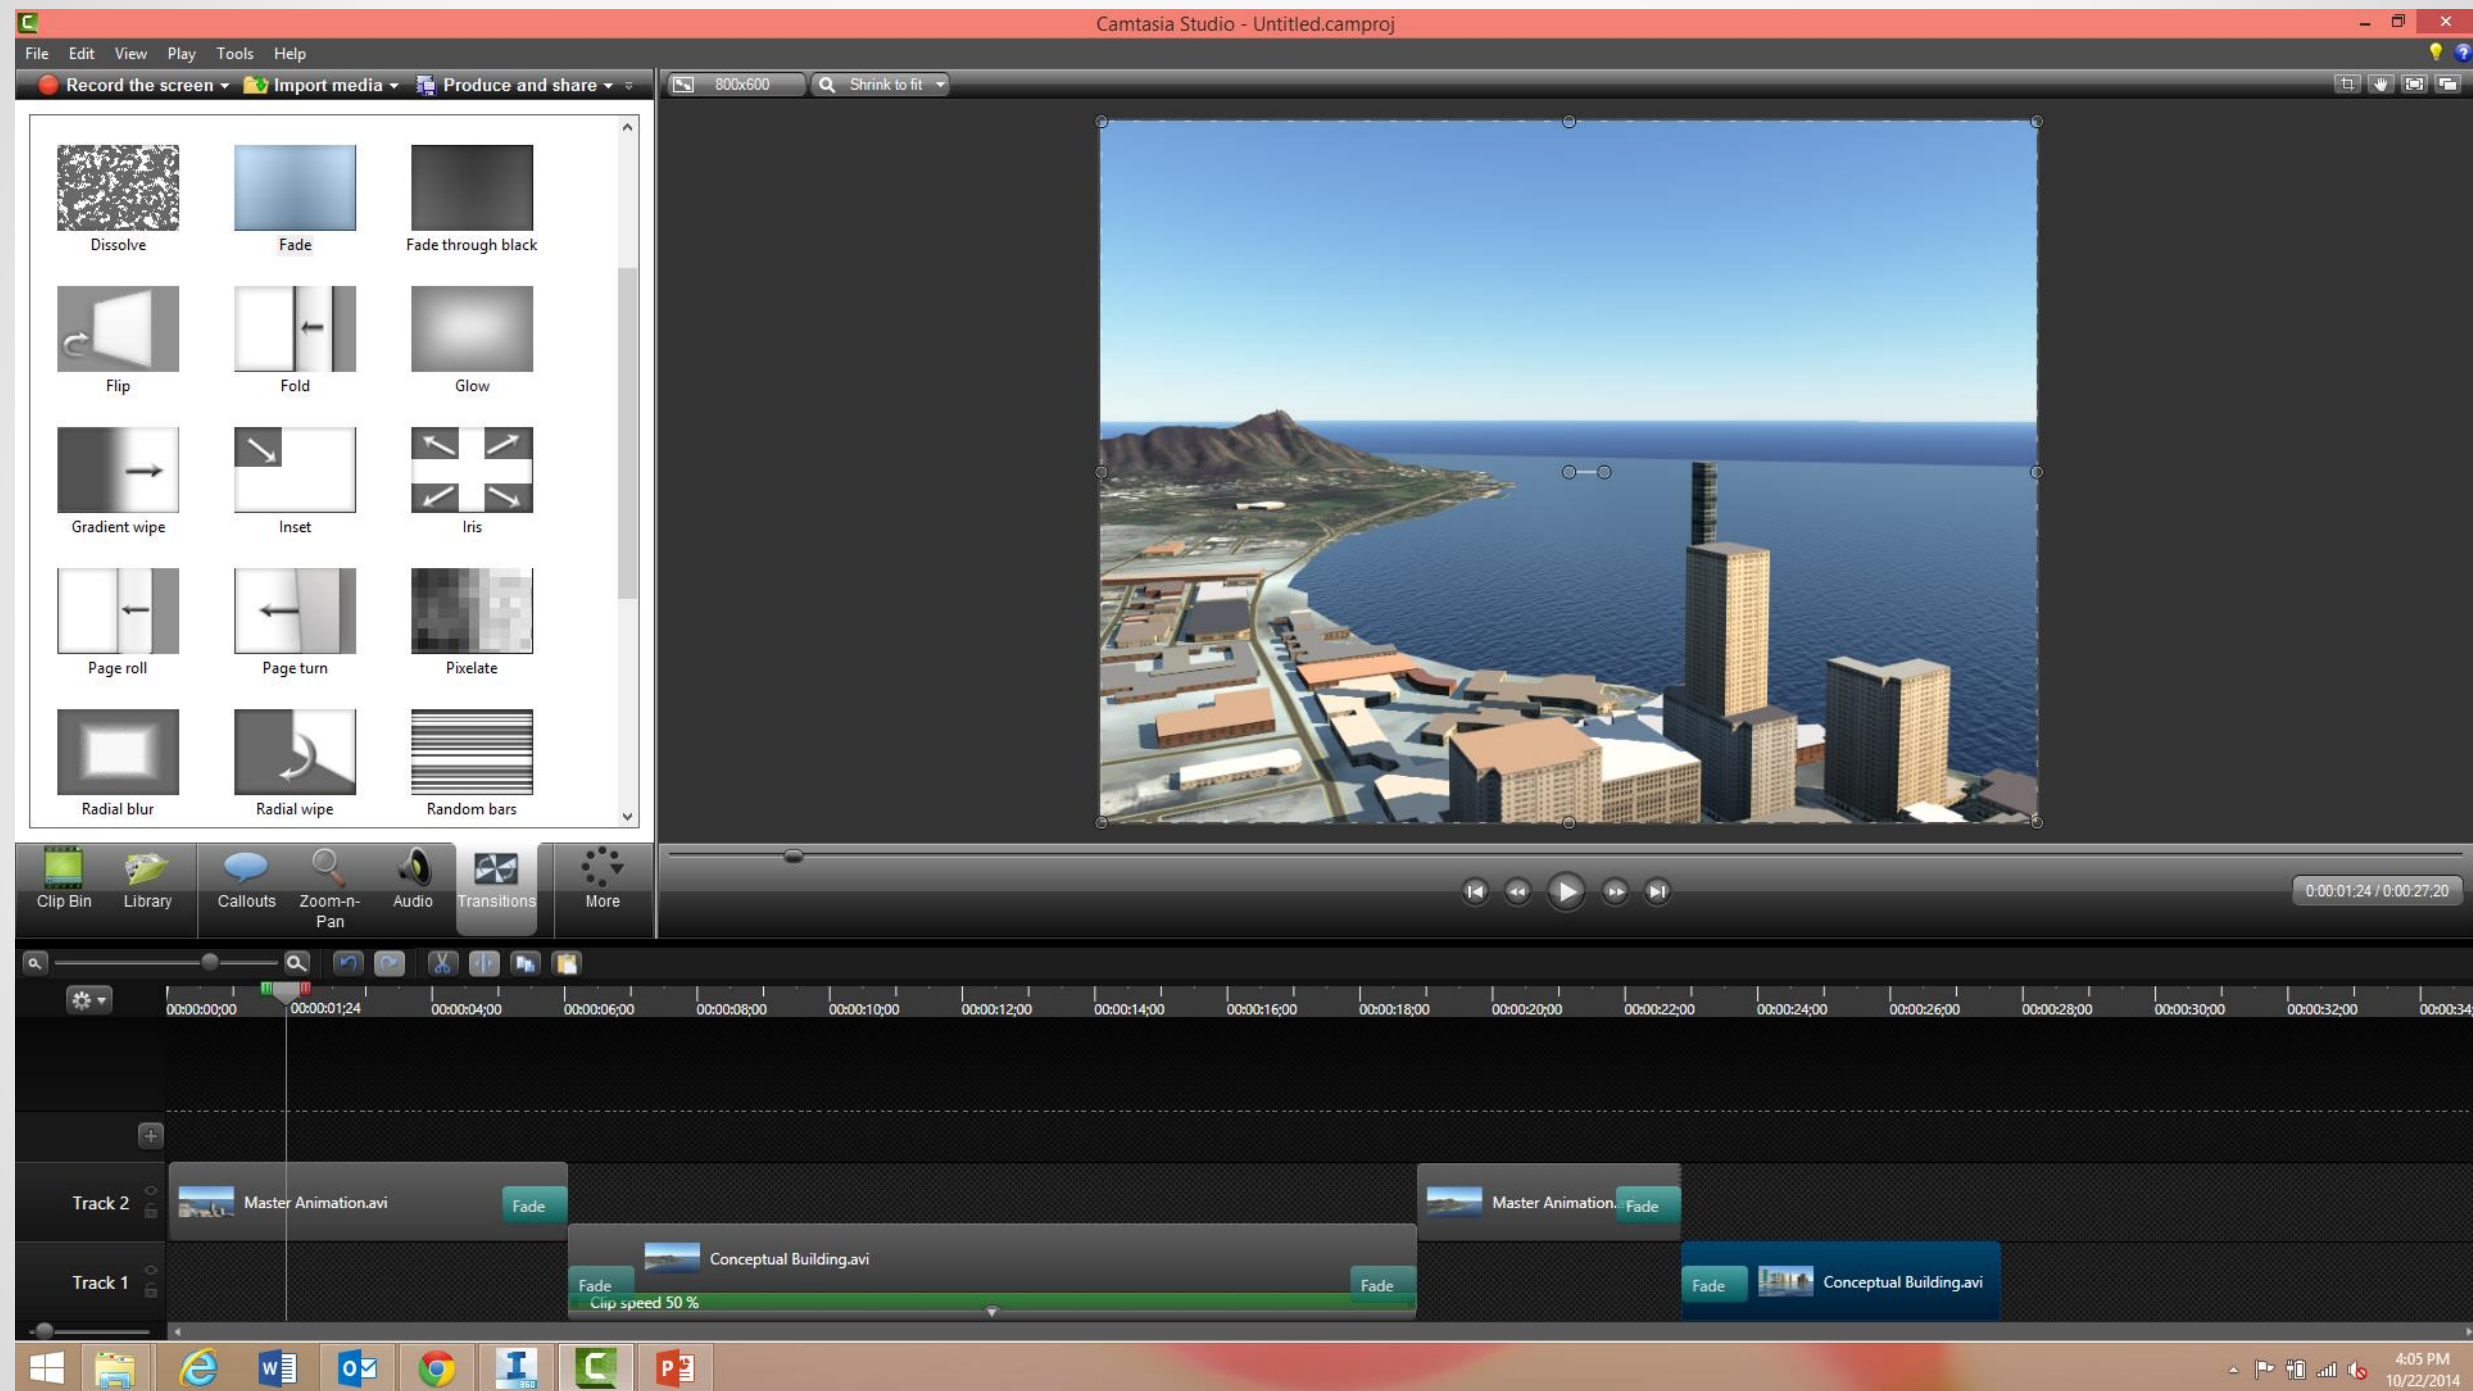 Camtasia Studio - Untitled.camproj
File Edit View Play Tools Help
Record the screen Import media Produce and share 800x600 Shrink to fit
Dissolve Fade Fade through black
Flip Fold Glow
Gradient wipe Inset Iris
Page roll Page turn Pixelate
Radial blur Radial wipe Random bars
Clip Bin Library Callouts Zoom-n-Pan Audio Transitions More
0:00:01;24 / 0:00:27;20
00:00:00;00 00:00:01;24 00:00:04;00 00:00:06;00 00:00:08;00 00:00:10;00 00:00:12;00 00:00:14;00 00:00:16;00 00:00:18;00 00:00:20;00 00:00:22;00 00:00:24;00 00:00:26;00 00:00:28;00 00:00:30;00 00:00:32;00 00:00:34
Track 2 Master Animation.avi Fade Master Animation. Fade
Track 1 Fade Conceptual Building.avi Fade Fade Conceptual Building.avi
Clip speed 50 %
4:05 PM
10/22/2014